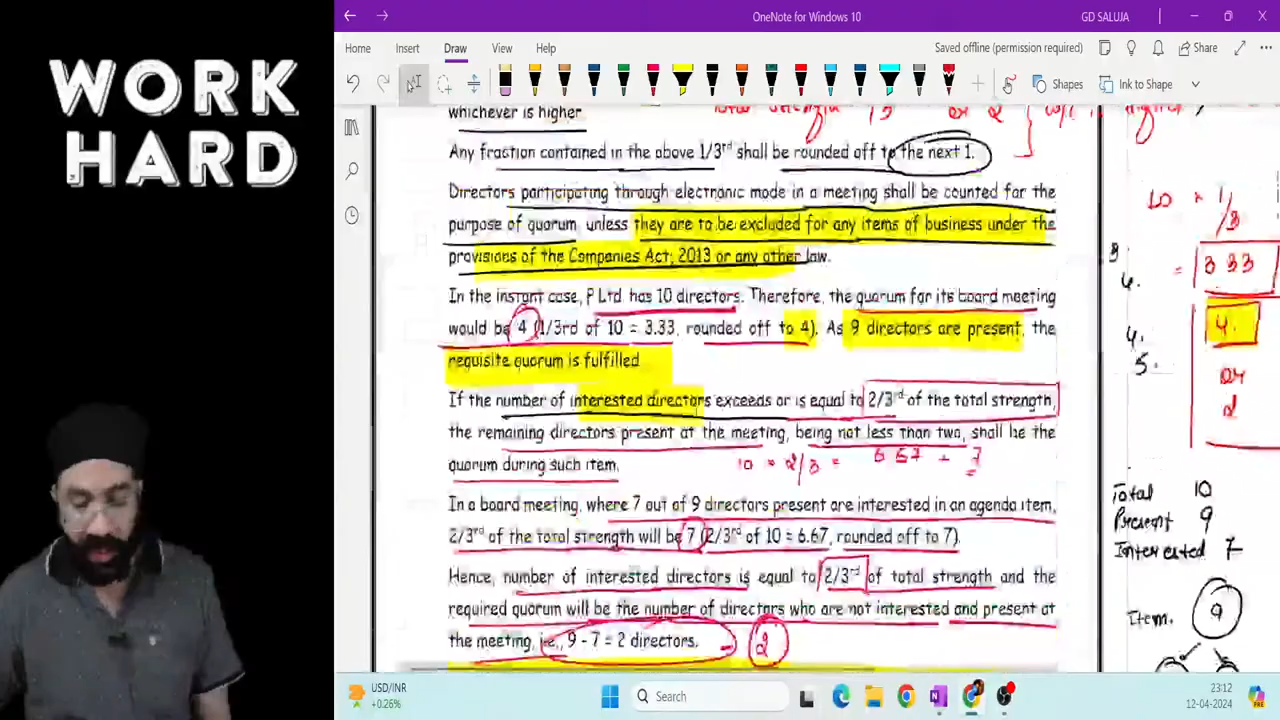 WORK
HARD
OneNote for Windows 10
GD SALUJA
Home Insert Draw View Help
Saved offline (permission required)
Share
Shapes
Ink to Shape
whichever is higher.
Total strength /3 or 2
Any fraction contained in the above 1/3rd shall be rounded off to the next 1.
Directors participating through electronic mode in a meeting shall be counted for the
purpose of quorum unless they are to be excluded for any items of business under the
provisions of the Companies Act, 2013 or any other law.
In the instant case, P Ltd. has 10 directors. Therefore, the quorum for its board meeting
would be 4 (1/3rd of 10 = 3.33, rounded off to 4). As 9 directors are present, the
requisite quorum is fulfilled.
If the number of interested directors exceeds or is equal to 2/3rd of the total strength,
the remaining directors present at the meeting, being not less than two, shall be the
quorum during such item.
10 = 2/3 = 6 67 + 7
In a board meeting, where 7 out of 9 directors present are interested in an agenda item,
2/3rd of the total strength will be 7 (2/3rd of 10 = 6.67, rounded off to 7).
Hence, number of interested directors is equal to 2/3rd of total strength and the
required quorum will be the number of directors who are not interested and present at
the meeting, i.e., 9 - 7 = 2 directors.
2
10 × 1/3
= 3 33
4.
or
2
3
4.
4.
5.
Total 10
Present 9
Interested 7
Item. 9
USD/INR
+0.26%
Search
23:12
12-04-2024